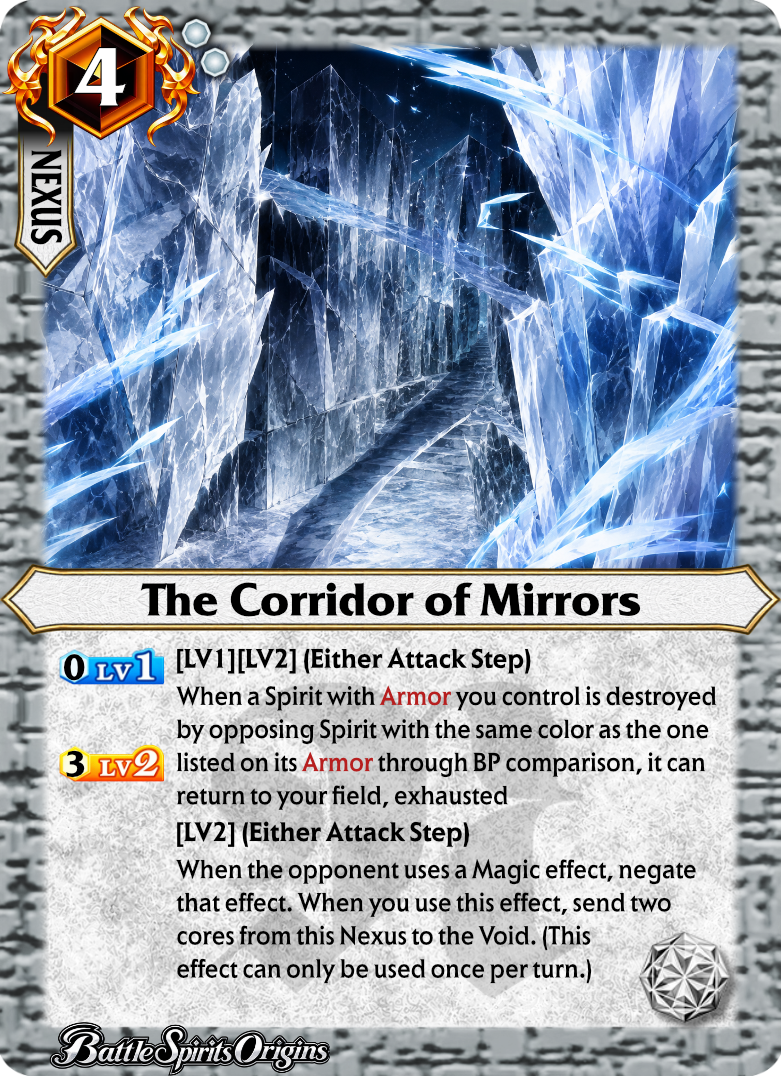 4
NEXUS
The Corridor of Mirrors
0 LV1
[LV1][LV2] (Either Attack Step)
When a Spirit with Armor you control is destroyed
by opposing Spirit with the same color as the one
3 LV2
listed on its Armor through BP comparison, it can
return to your field, exhausted
[LV2] (Either Attack Step)
When the opponent uses a Magic effect, negate
that effect. When you use this effect, send two
cores from this Nexus to the Void. (This
effect can only be used once per turn.)
Battle Spirits Origins